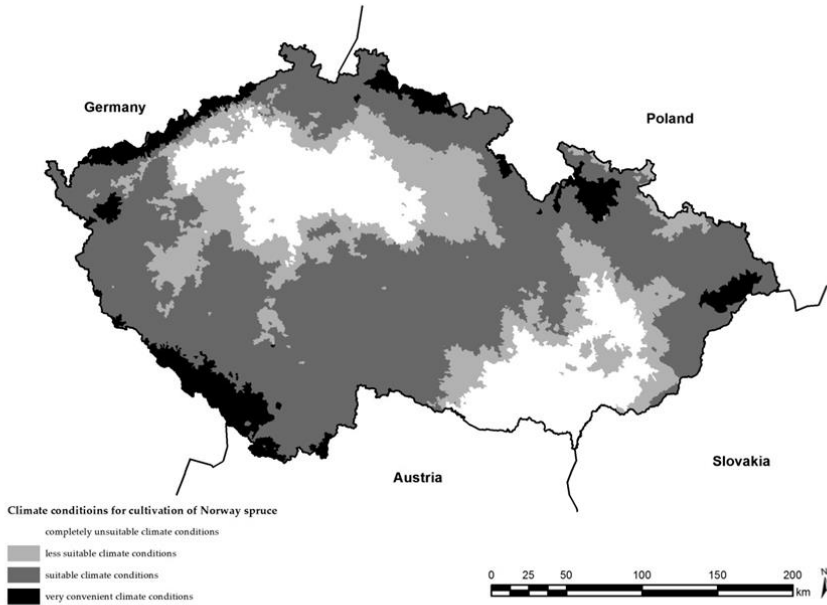 Germany
Poland
Austria
Slovakia
Climate conditioins for cultivation of Norway spruce
completely unsuitable climate conditions
less suitable climate conditions
suitable climate conditions
very convenient climate conditions
0 25 50 100 150 200
km
N